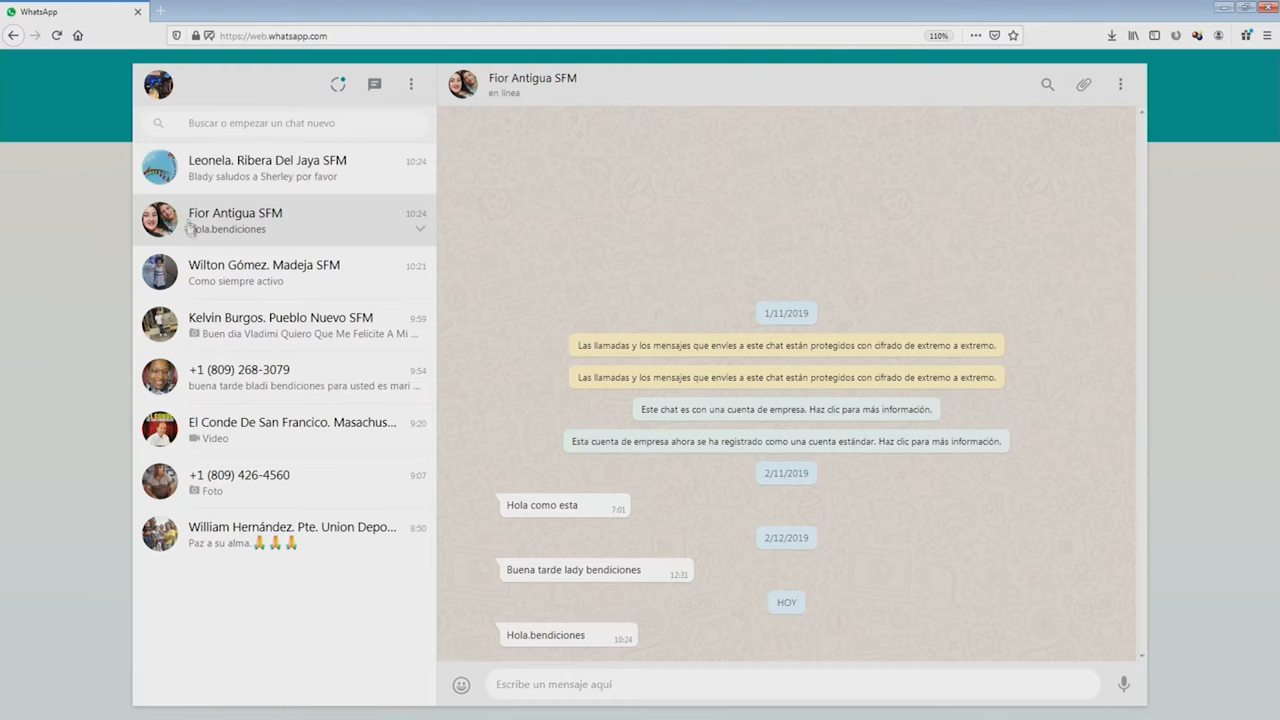 WhatsApp
https://web.whatsapp.com
110%
Fior Antigua SFM
en línea
Buscar o empezar un chat nuevo
Leonela. Ribera Del Jaya SFM
10:24
Blady saludos a Sherley por favor
Fior Antigua SFM
10:24
Hola.bendiciones
Wilton Gómez. Madeja SFM
10:21
Como siempre activo
Kelvin Burgos. Pueblo Nuevo SFM
9:59
Buen dia Vladimi Quiero Que Me Felicite A Mi ...
+1 (809) 268-3079
9:54
buena tarde bladi bendiciones para usted es mari ...
El Conde De San Francico. Masachus...
9:20
Video
+1 (809) 426-4560
9:07
Foto
William Hernández. Pte. Union Depo...
8:50
Paz a su alma.🙏🙏🙏
1/11/2019
Las llamadas y los mensajes que envíes a este chat están protegidos con cifrado de extremo a extremo.
Las llamadas y los mensajes que envíes a este chat están protegidos con cifrado de extremo a extremo.
Este chat es con una cuenta de empresa. Haz clic para más información.
Esta cuenta de empresa ahora se ha registrado como una cuenta estándar. Haz clic para más información.
2/11/2019
Hola como esta
7:01
2/12/2019
Buena tarde lady bendiciones
12:31
HOY
Hola.bendiciones
10:24
Escribe un mensaje aquí